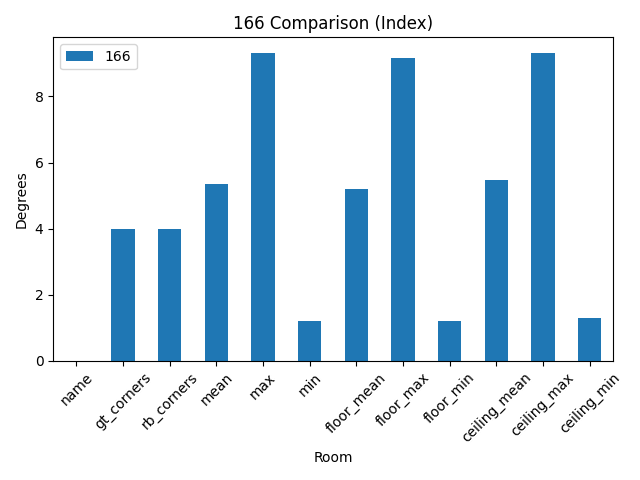 166 Comparison (Index)
166
Degrees
8
6
4
2
0
name
gt_corners
rb_corners
mean
max
min
floor_mean
floor_max
floor_min
ceiling_mean
ceiling_max
ceiling_min
Room